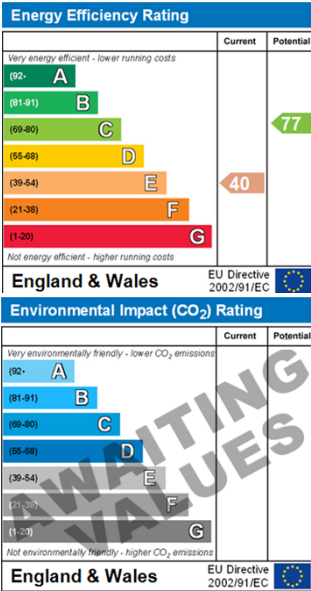 Energy Efficiency Rating
Current Potential
Very energy efficient - lower running costs
(92- A
(81-91) B
(69-80) C
77
(55-68) D
(39-54) E
40
(21-38) F
(1-20) G
Not energy efficient - higher running costs
England & Wales
EU Directive
2002/91/EC
Environmental Impact (CO2) Rating
Current Potential
Very environmentally friendly - lower CO2 emissions
(92- A
(81-91) B
(69-80) C
(55-68) D
(39-54) E
(21-38) F
(1-20) G
AWAITING
VALUES
Not environmentally friendly - higher CO2 emissions
England & Wales
EU Directive
2002/91/EC